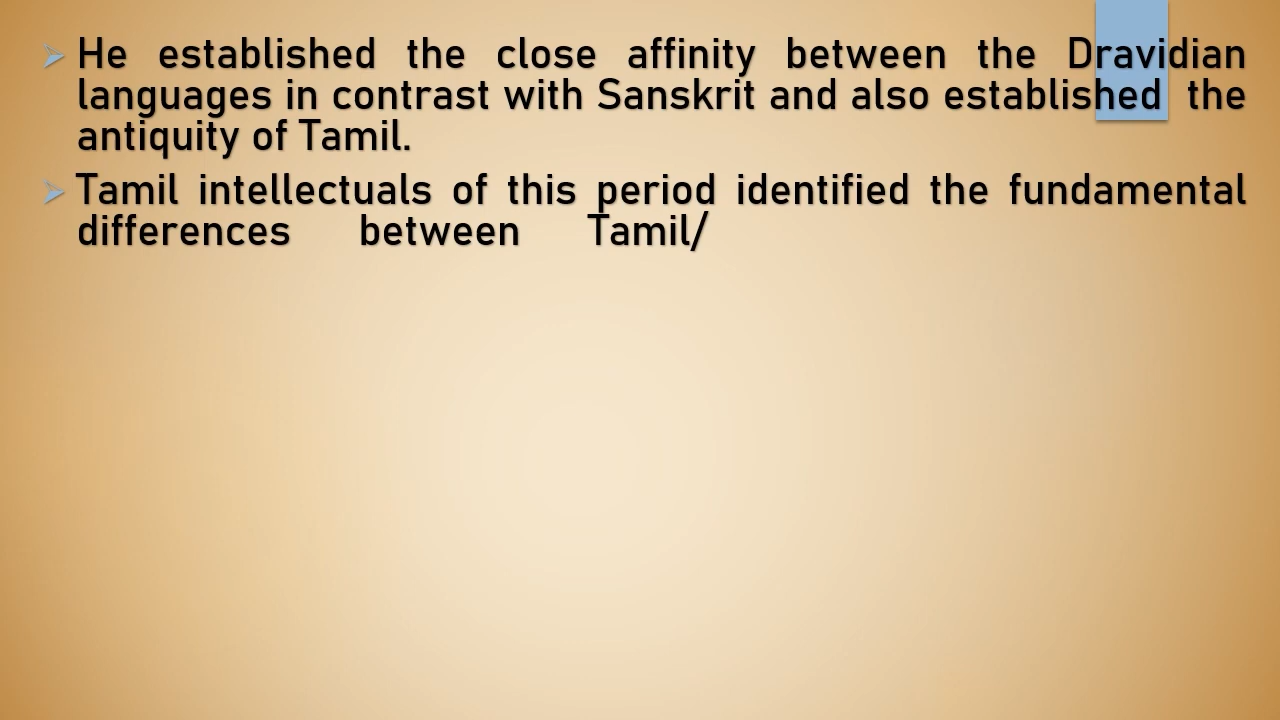 He established the close affinity between the Dravidian
languages in contrast with Sanskrit and also established the
antiquity of Tamil.
Tamil intellectuals of this period identified the fundamental
differences between Tamil/